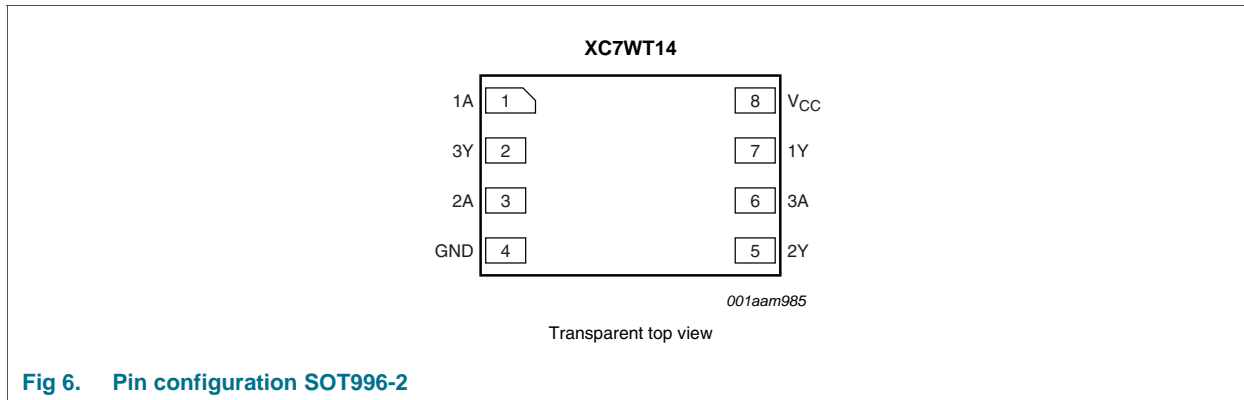 XC7WT14
1A 1 8 VCC
3Y 2 7 1Y
2A 3 6 3A
GND 4 5 2Y
001aam985
Transparent top view
Fig 6. Pin configuration SOT996-2